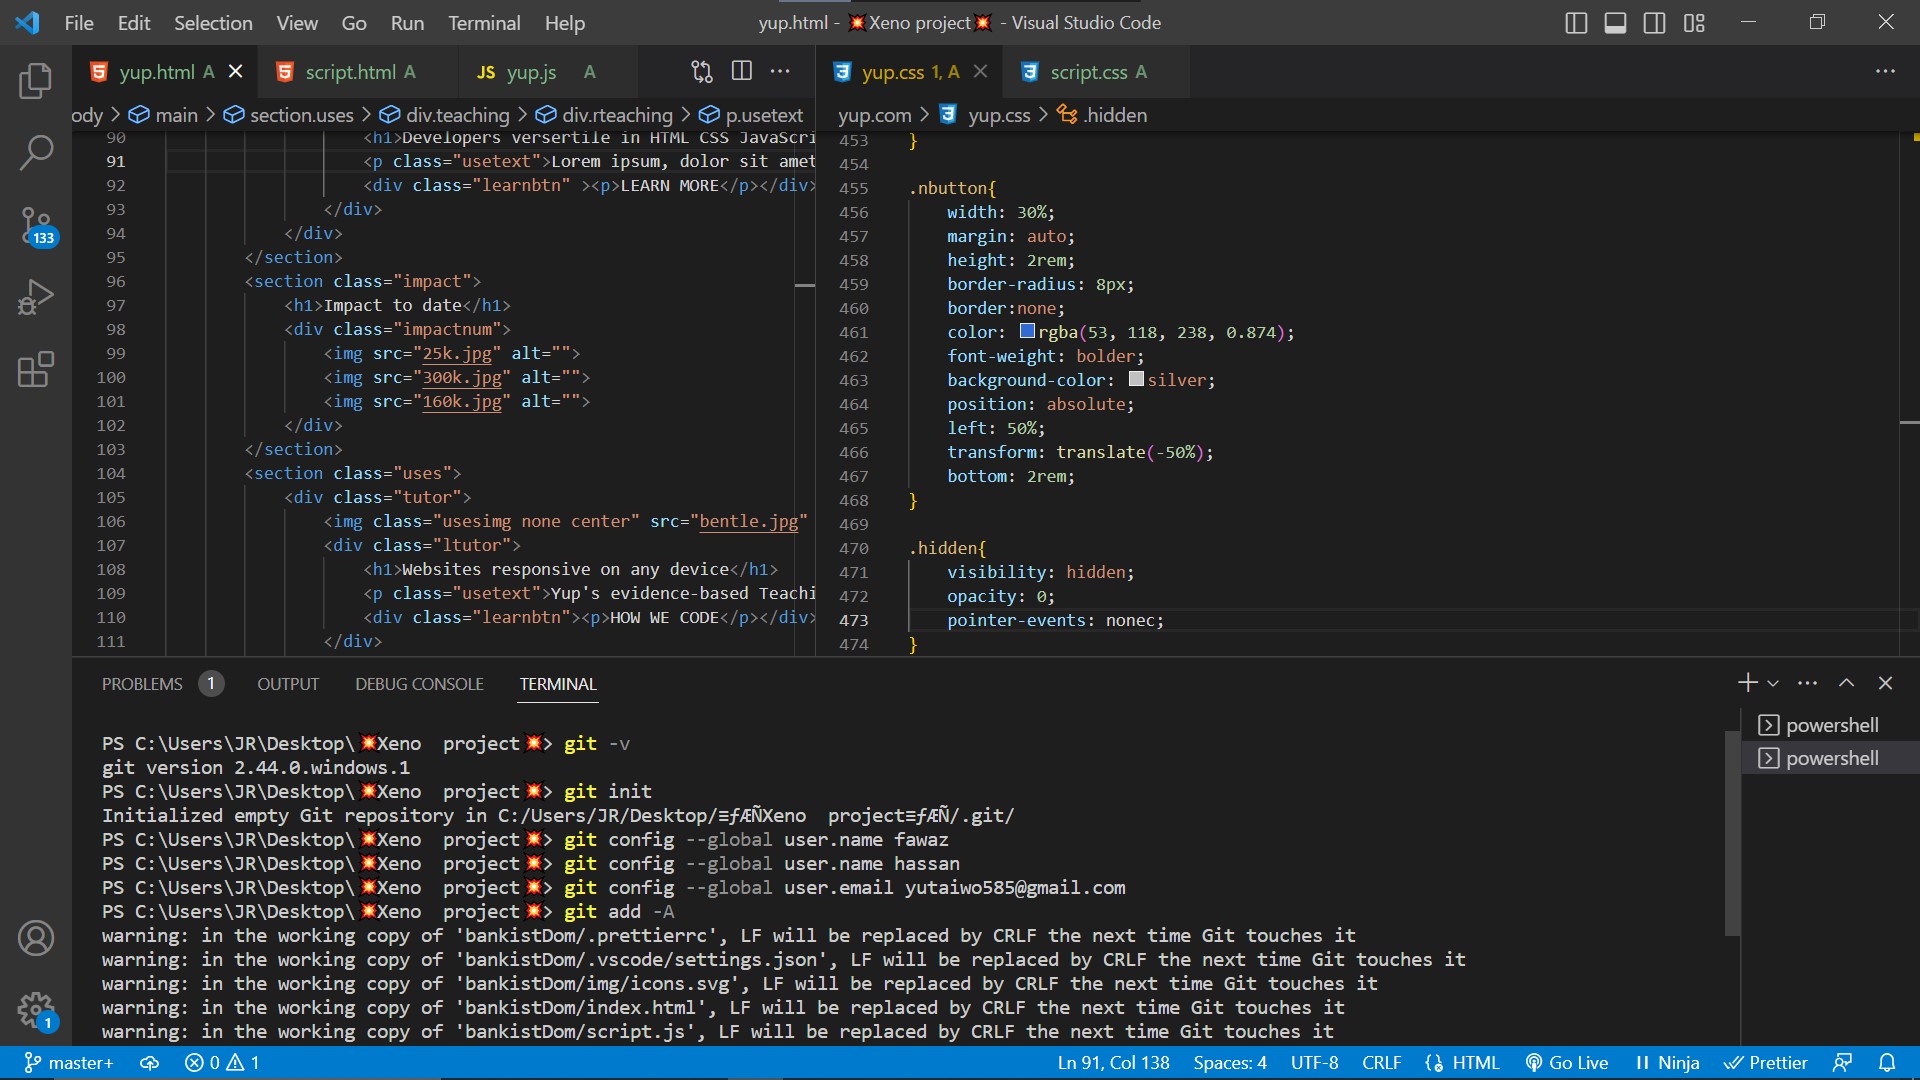 File Edit Selection View Go Run Terminal Help
yup.html - 💥Xeno project💥 - Visual Studio Code
yup.html A
script.html A
JS yup.js A
yup.css 1, A
script.css A
ody > main > section.uses > div.teaching > div.rteaching > p.usetext
90 <h1>Developers versertile in HTML CSS JavaScri
91 <p class="usetext">Lorem ipsum, dolor sit amet
92 <div class="learnbtn" ><p>LEARN MORE</p></div>
93 </div>
94 </div>
95 </section>
96 <section class="impact">
97 <h1>Impact to date</h1>
98 <div class="impactnum">
99 <img src="25k.jpg" alt="">
100 <img src="300k.jpg" alt="">
101 <img src="160k.jpg" alt="">
102 </div>
103 </section>
104 <section class="uses">
105 <div class="tutor">
106 <img class="usesimg none center" src="bentle.jpg"
107 <div class="ltutor">
108 <h1>Websites responsive on any device</h1>
109 <p class="usetext">Yup's evidence-based Teachi
110 <div class="learnbtn"><p>HOW WE CODE</p></div>
111 </div>
yup.com > yup.css > .hidden
453 }
454
455 .nbutton{
456 width: 30%;
457 margin: auto;
458 height: 2rem;
459 border-radius: 8px;
460 border:none;
461 color: rgba(53, 118, 238, 0.874);
462 font-weight: bolder;
463 background-color: silver;
464 position: absolute;
465 left: 50%;
466 transform: translate(-50%);
467 bottom: 2rem;
468 }
469
470 .hidden{
471 visibility: hidden;
472 opacity: 0;
473 pointer-events: nonec;
474 }
133
1
PROBLEMS 1 OUTPUT DEBUG CONSOLE TERMINAL
PS C:\Users\JR\Desktop\💥Xeno  project💥> git -v
git version 2.44.0.windows.1
PS C:\Users\JR\Desktop\💥Xeno  project💥> git init
Initialized empty Git repository in C:/Users/JR/Desktop/≡ƒÆÑXeno  project≡ƒÆÑ/.git/
PS C:\Users\JR\Desktop\💥Xeno  project💥> git config --global user.name fawaz
PS C:\Users\JR\Desktop\💥Xeno  project💥> git config --global user.name hassan
PS C:\Users\JR\Desktop\💥Xeno  project💥> git config --global user.email yutaiwo585@gmail.com
PS C:\Users\JR\Desktop\💥Xeno  project💥> git add -A
warning: in the working copy of 'bankistDom/.prettierrc', LF will be replaced by CRLF the next time Git touches it
warning: in the working copy of 'bankistDom/.vscode/settings.json', LF will be replaced by CRLF the next time Git touches it
warning: in the working copy of 'bankistDom/img/icons.svg', LF will be replaced by CRLF the next time Git touches it
warning: in the working copy of 'bankistDom/index.html', LF will be replaced by CRLF the next time Git touches it
warning: in the working copy of 'bankistDom/script.js', LF will be replaced by CRLF the next time Git touches it
powershell
powershell
master+ 0 1 Ln 91, Col 138 Spaces: 4 UTF-8 CRLF HTML Go Live Ninja Prettier